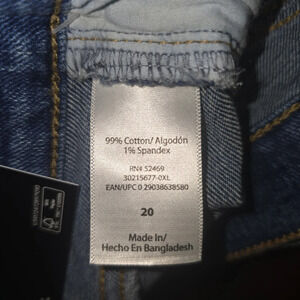 99% Cotton/ Algodón
1% Spandex
RN# 52469
30215677-0XL
EAN/UPC 0 29038638580
20
Made In/
Hecho En Bangladesh